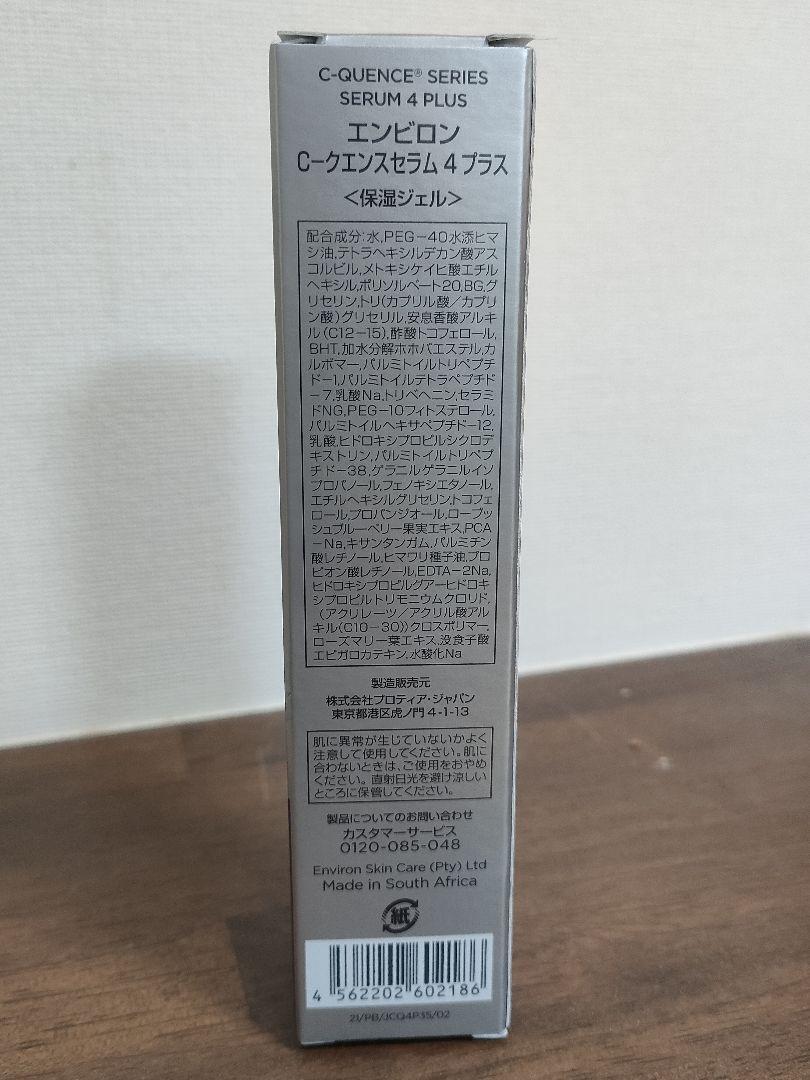 C-QUENCE® SERIES
SERUM 4 PLUS
エンビロン
C-クエンスセラム 4 プラス
<保湿ジェル>
配合成分:水,PEG-40水添ヒマ
シ油,テトラヘキシルデカン酸アス
コルビル,メトキシケイヒ酸エチル
ヘキシル,ポリソルベート20,BG,グ
リセリン,トリ(カプリル酸/カプリ
ン酸)グリセリル,安息香酸アルキ
ル(C12-15),酢酸トコフェロール,
BHT,加水分解ホホバエステル,カ
ルボマー,パルミトイルトリペプチ
ド-1,パルミトイルテトラペプチド
-7,乳酸Na,トリベヘニン,セラミ
ドNG,PEG-10フィトステロール,
パルミトイルヘキサペプチド-12,
乳酸,ヒドロキシプロピルシクロデ
キストリン,パルミトイルトリペプ
チド-38,ゲラニルゲラニルイソ
プロパノール,フェノキシエタノール,
エチルヘキシルグリセリン,トコフェ
ロール,プロパンジオール,ローブッ
シュブルーベリー果実エキス,PCA
-Na,キサンタンガム,パルミチン
酸レチノール,ヒマワリ種子油,プロ
ピオン酸レチノール,EDTA-2Na,
ヒドロキシプロピルグアーヒドロキ
シプロピルトリモニウムクロリド,
(アクリレーツ/アクリル酸アル
キル(C10-30))クロスポリマー,
ローズマリー葉エキス,没食子酸
エピガロカテキン,水酸化Na
製造販売元
株式会社プロティア・ジャパン
東京都港区虎ノ門 4-1-13
肌に異常が生じていないかよく
注意して使用してください。肌に
合わないときは、ご使用をおやめ
ください。直射日光を避け涼しい
ところに保管してください。
製品についてのお問い合わせ
カスタマーサービス
0120-085-048
Environ Skin Care (Pty) Ltd
Made in South Africa
紙
4 562202 602186
21/PB/JCQ4P35/02